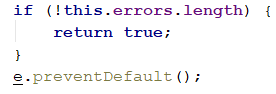 if (!this.errors.length) {
    return true;
}
e.preventDefault();